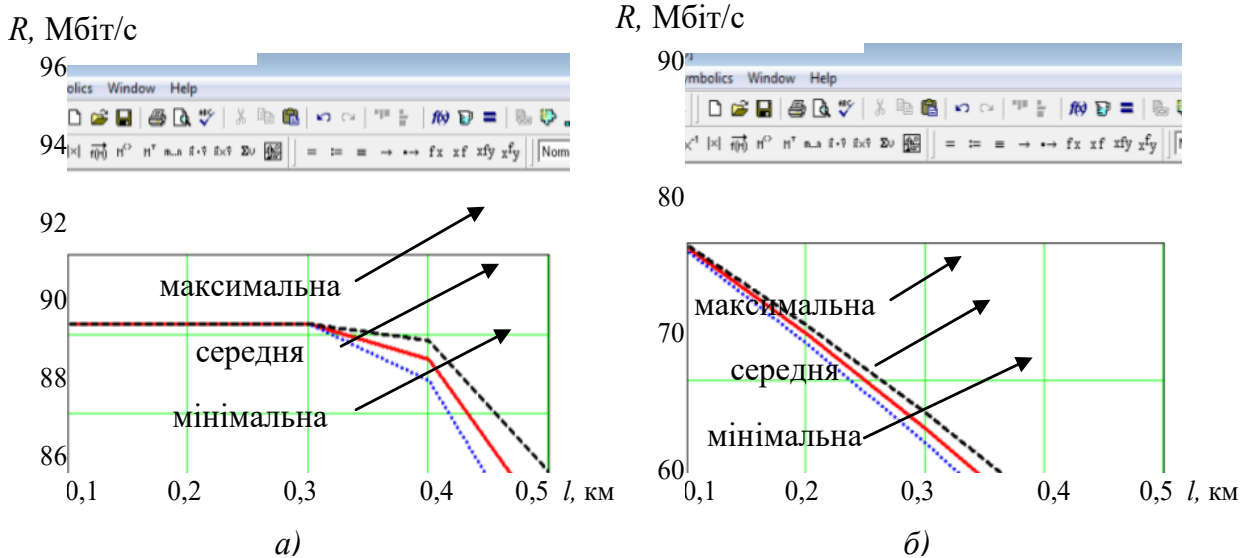 R, Мбіт/с
96
olics Window Help
94
Nom
92
максимальна
90
середня
88
мінімальна
86
0,1 0,2 0,3 0,4 0,5 l, км
а)
R, Мбіт/с
90
mbolics Window Help
80
максимальна
70
середня
мінімальна
60
0,1 0,2 0,3 0,4 0,5 l, км
б)